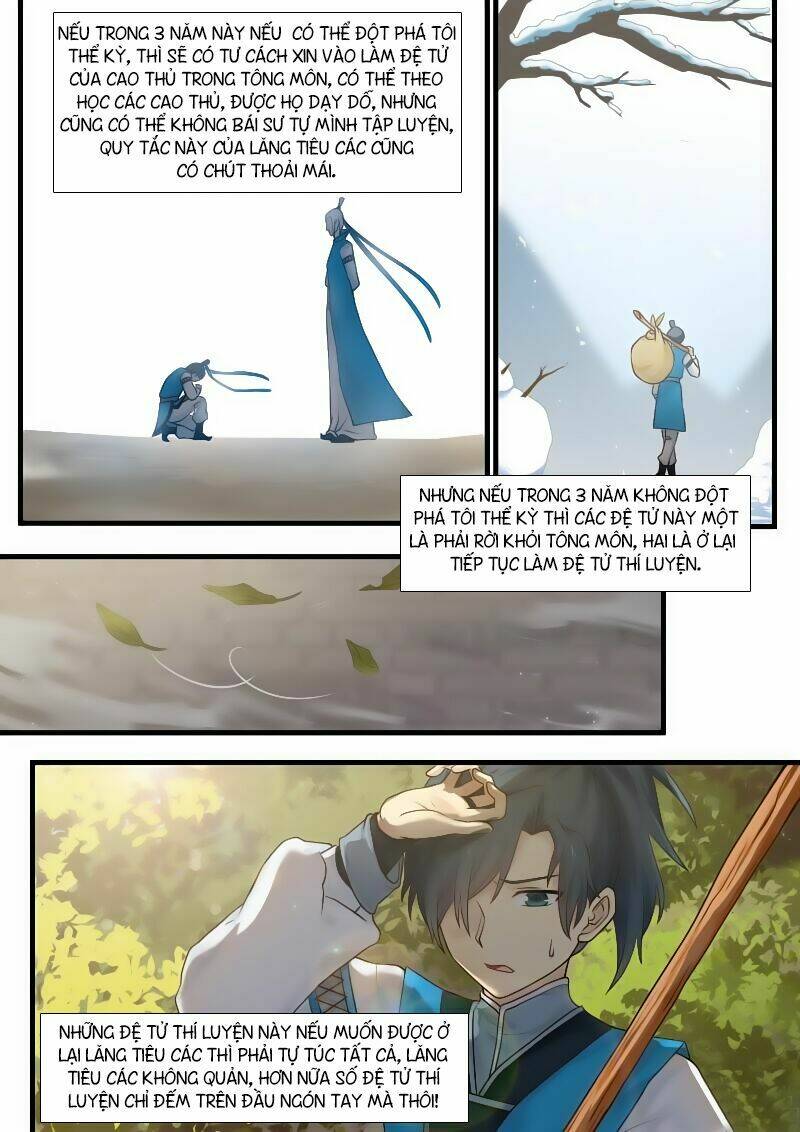 NẾU TRONG 3 NĂM NÀY NẾU CÓ THỂ ĐỘT PHÁ TÔI
THỂ KỲ, THÌ SẼ CÓ TƯ CÁCH XIN VÀO LÀM ĐỆ TỬ
CỦA CAO THỦ TRONG TÔNG MÔN, CÓ THỂ THEO
HỌC CÁC CAO THỦ, ĐƯỢC HỌ DẠY DỖ, NHƯNG
CŨNG CÓ THỂ KHÔNG BÁI SƯ TỰ MÌNH TẬP LUYỆN,
QUY TẮC NÀY CỦA LĂNG TIÊU CÁC CŨNG
CÓ CHÚT THOẢI MÁI.
NHƯNG NẾU TRONG 3 NĂM KHÔNG ĐỘT
PHÁ TÔI THỂ KỲ THÌ CÁC ĐỆ TỬ NÀY MỘT
LÀ PHẢI RỜI KHỎI TÔNG MÔN, HAI LÀ Ở LẠI
TIẾP TỤC LÀM ĐỆ TỬ THÍ LUYỆN.
NHỮNG ĐỆ TỬ THÍ LUYỆN NÀY NẾU MUỐN ĐƯỢC Ở
LẠI LĂNG TIÊU CÁC THÌ PHẢI TỰ TÚC TẤT CẢ, LĂNG
TIÊU CÁC KHÔNG QUẢN, HƠN NỮA SỐ ĐỆ TỬ THÍ
LUYỆN CHỈ ĐẾM TRÊN ĐẦU NGÓN TAY MÀ THÔI!